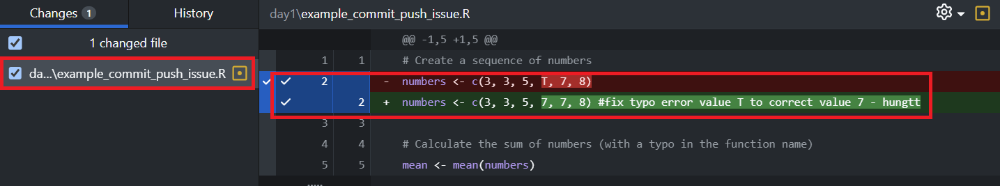 Changes 1 History
day1\example_commit_push_issue.R
1 changed file
@@ -1,5 +1,5 @@
da...\example_commit_push_issue.R
1 1 # Create a sequence of numbers
2 - numbers <- c(3, 3, 5, T, 7, 8)
2 + numbers <- c(3, 3, 5, 7, 7, 8) #fix typo error value T to correct value 7 - hungtt
3 3
4 4 # Calculate the sum of numbers (with a typo in the function name)
5 5 mean <- mean(numbers)